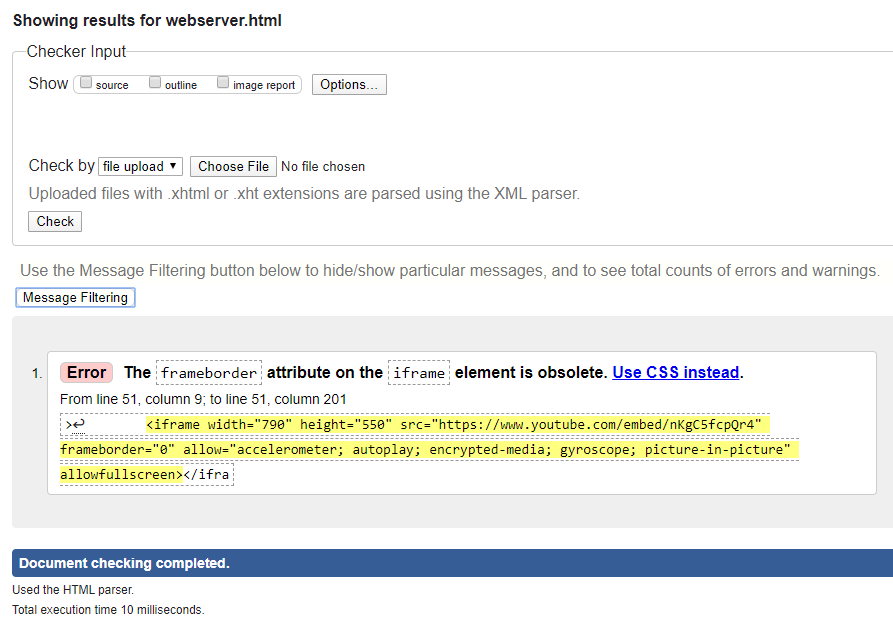 Showing results for webserver.html
Checker Input
Show source outline image report Options...
Check by file upload ▼ Choose File No file chosen
Uploaded files with .xhtml or .xht extensions are parsed using the XML parser.
Check
Use the Message Filtering button below to hide/show particular messages, and to see total counts of errors and warnings.
Message Filtering
1. Error The frameborder attribute on the iframe element is obsolete. Use CSS instead.
From line 51, column 9; to line 51, column 201
>↩ <iframe width="790" height="550" src="https://www.youtube.com/embed/nKgC5fcpQr4"
frameborder="0" allow="accelerometer; autoplay; encrypted-media; gyroscope; picture-in-picture"
allowfullscreen></ifra
Document checking completed.
Used the HTML parser.
Total execution time 10 milliseconds.